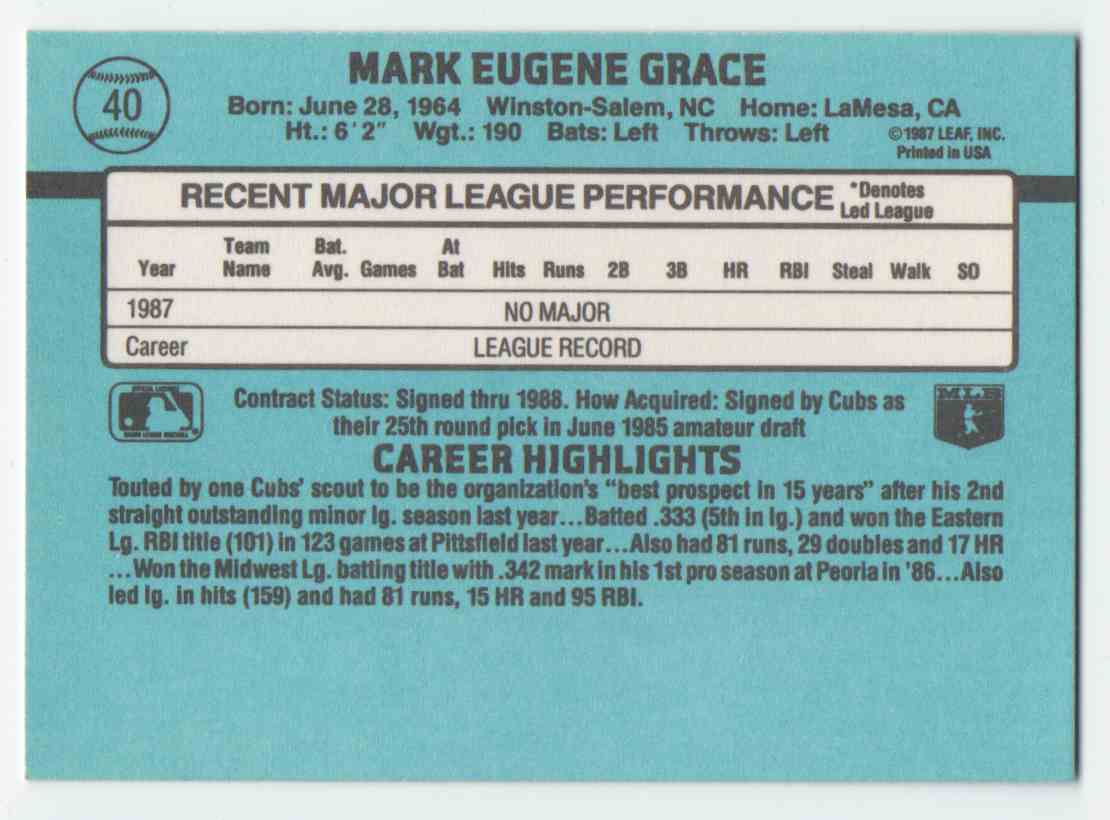 MARK EUGENE GRACE
40
Born: June 28, 1964 Winston-Salem, NC Home: LaMesa, CA
Ht.: 6'2" Wgt.: 190 Bats: Left Throws: Left
©1987 LEAF, INC.
Printed in USA
RECENT MAJOR LEAGUE PERFORMANCE
*Denotes
Led League
Year Team Name Bat. Avg. Games At Bat Hits Runs 2B 3B HR RBI Steal Walk SO
1987 NO MAJOR
Career LEAGUE RECORD
OFFICIAL LICENSEE
MAJOR LEAGUE BASEBALL
MLB
Contract Status: Signed thru 1988. How Acquired: Signed by Cubs as
their 25th round pick in June 1985 amateur draft
CAREER HIGHLIGHTS
Touted by one Cubs' scout to be the organization's "best prospect in 15 years" after his 2nd
straight outstanding minor lg. season last year...Batted .333 (5th in lg.) and won the Eastern
Lg. RBI title (101) in 123 games at Pittsfield last year...Also had 81 runs, 29 doubles and 17 HR
...Won the Midwest Lg. batting title with .342 mark in his 1st pro season at Peoria in '86...Also
led lg. in hits (159) and had 81 runs, 15 HR and 95 RBI.